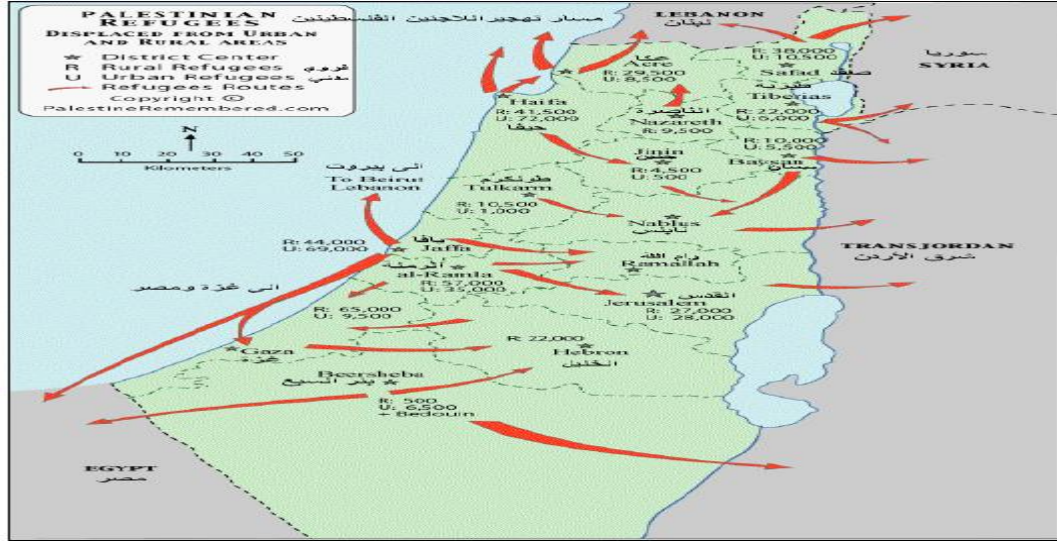 PALESTINIAN
REFUGEES
DISPLACED FROM URBAN
AND RURAL AREAS
District Center
R Rural Refugees قروي
U Urban Refugees مدني
Refugees Routes
Copyright ©
PalestineRemembered.com
مسار تهجير اللاجئين الفلسطينيين
N
0 10 20 30 40 50
Kilometers
LEBANON
لبنان
سوريا
SYRIA
عكا
Acre
R: 29,500
U: 8,500
R: 38,000
U: 10,500
Safad صفد
طبرية
Tiberias
R: 22,000
U: 6,000
Haifa
R: 41,500
U: 72,000
حيفا
الناصرة
Nazareth
R: 9,500
R: 10,000
U: 5,500
Baysan
بيسان
Jinin
جنين
R: 4,500
U: 500
الى بيروت
To Beirut
Lebanon
طولكرم
Tulkarm
R: 10,500
U: 1,000
Nablus
نابلس
R: 44,000
U: 69,000
يافا
Jaffa
TRANSJORDAN
شرق الأردن
الرملة
al-Ramla
R: 57,000
U: 35,000
رام الله
Ramallah
القدس
Jerusalem
R: 27,000
U: 28,000
الى غزة ومصر
R: 65,000
U: 9,500
Gaza
غزة
R: 22,000
Hebron
الخليل
Beersheba
بئر السبع
R: 500
U: 6,500
+ Bedouin
EGYPT
مصر